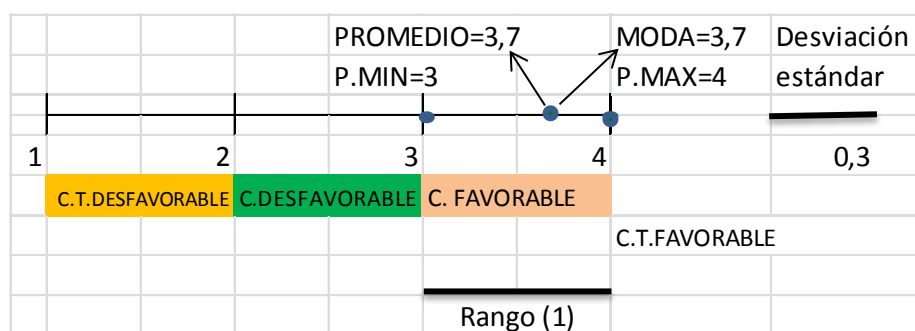 PROMEDIO=3,7 MODA=3,7 Desviación
P.MIN=3 P.MAX=4 estándar
1 2 3 4 0,3
C.T.DESFAVORABLE C.DESFAVORABLE C. FAVORABLE
C.T.FAVORABLE
Rango (1)